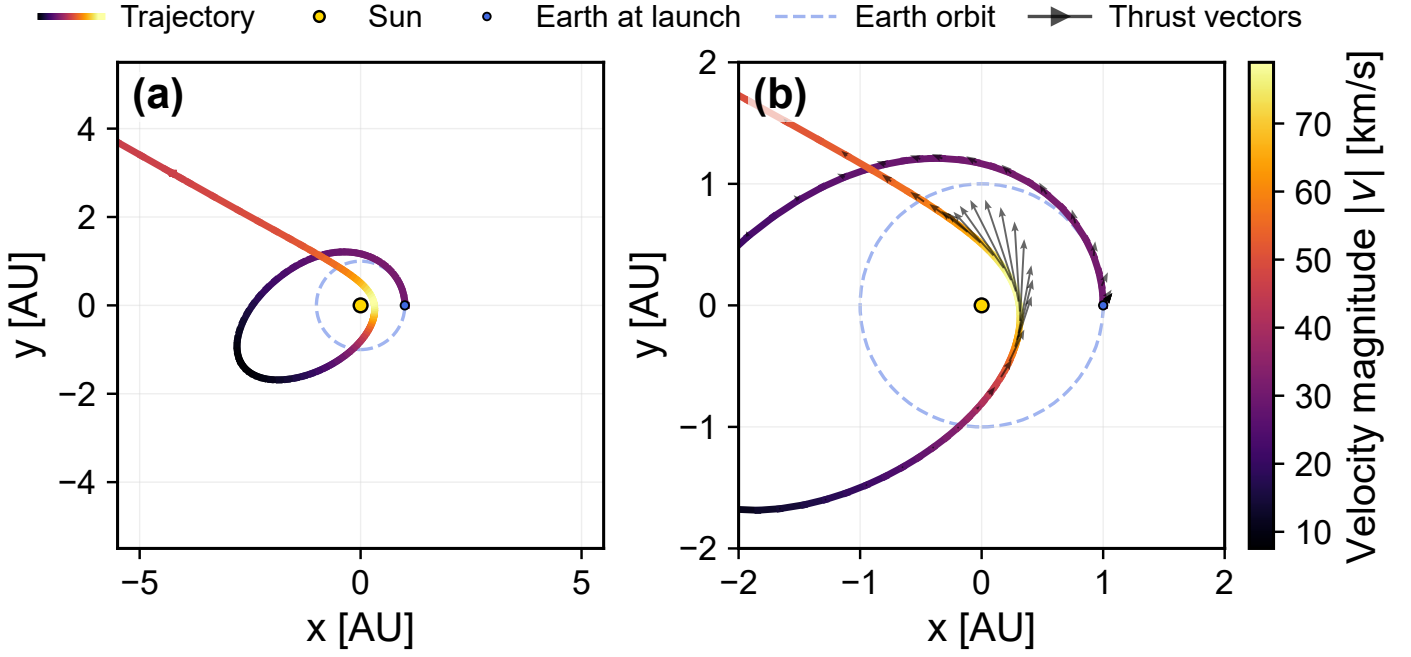 Trajectory Sun Earth at launch Earth orbit Thrust vectors
(a)
4
2
0
−2
−4
−5 0 5
x [AU]
y [AU]
(b)
2
1
0
−1
−2
−2 −1 0 1 2
x [AU]
y [AU]
70
60
50
40
30
20
10
Velocity magnitude |v| [km/s]